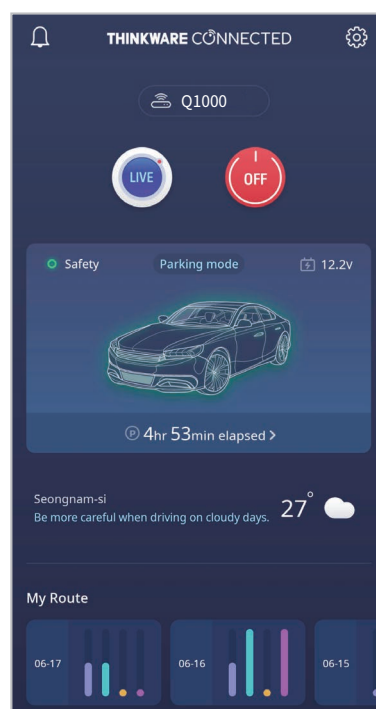 THINKWARE CONNECTED
Q1000
LIVE
OFF
Safety Parking mode 12.2v
P 4hr 53min elapsed >
Seongnam-si
Be more careful when driving on cloudy days.
27°
My Route
06-17 06-16 06-15